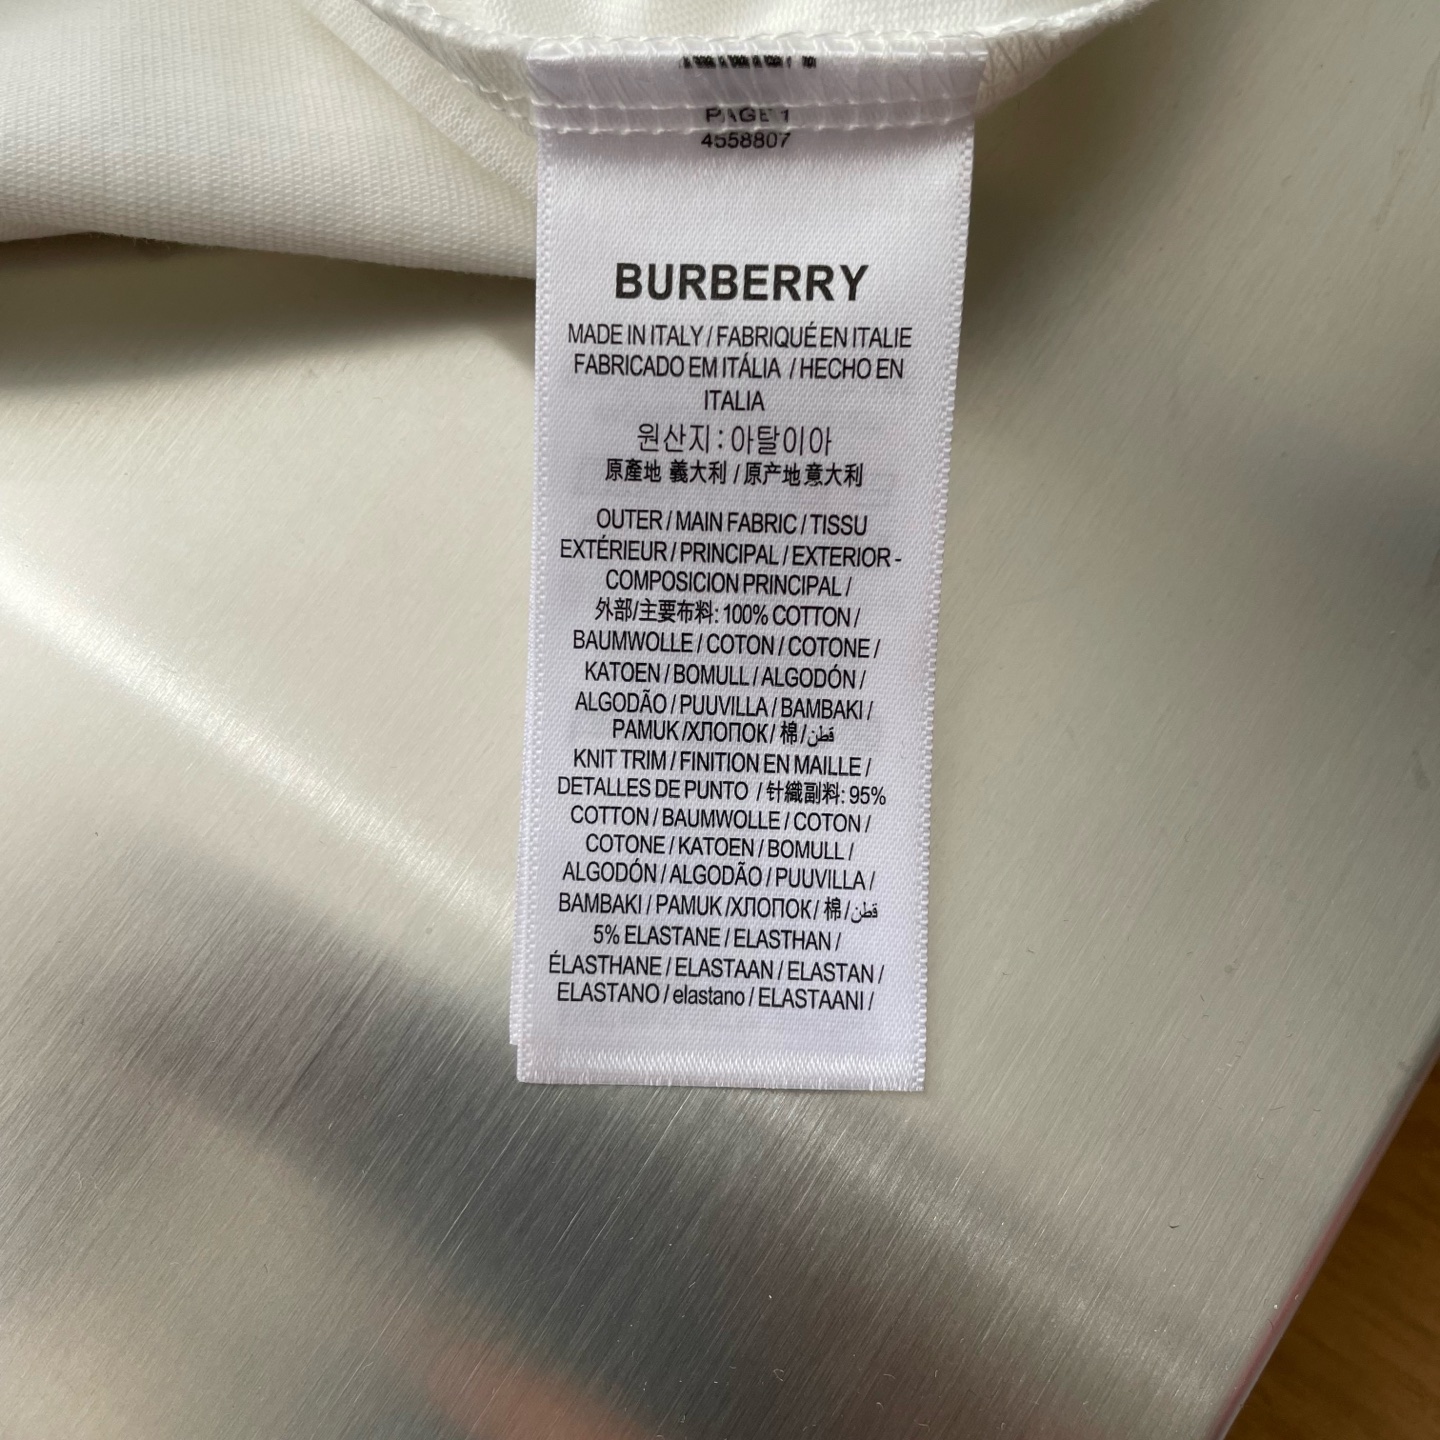 PAGE 1
4558807
BURBERRY
MADE IN ITALY / FABRIQUÉ EN ITALIE
FABRICADO EM ITÁLIA / HECHO EN
ITALIA
원산지 : 아탈이아
原產地 義大利 / 原产地 意大利
OUTER / MAIN FABRIC / TISSU
EXTÉRIEUR / PRINCIPAL / EXTERIOR -
COMPOSICION PRINCIPAL /
外部/主要布料: 100% COTTON /
BAUMWOLLE / COTON / COTONE /
KATOEN / BOMULL / ALGODÓN /
ALGODÃO / PUUVILLA / BAMBAKI /
PAMUK /ХЛОПОК/ 棉/قطن
KNIT TRIM / FINITION EN MAILLE /
DETALLES DE PUNTO / 针織副料: 95%
COTTON / BAUMWOLLE / COTON /
COTONE / KATOEN / BOMULL /
ALGODÓN / ALGODÃO / PUUVILLA /
BAMBAKI / PAMUK /ХЛОПОК/ 棉/قطن
5% ELASTANE / ELASTHAN /
ÉLASTHANE / ELASTAAN / ELASTAN /
ELASTANO / elastano / ELASTAANI /